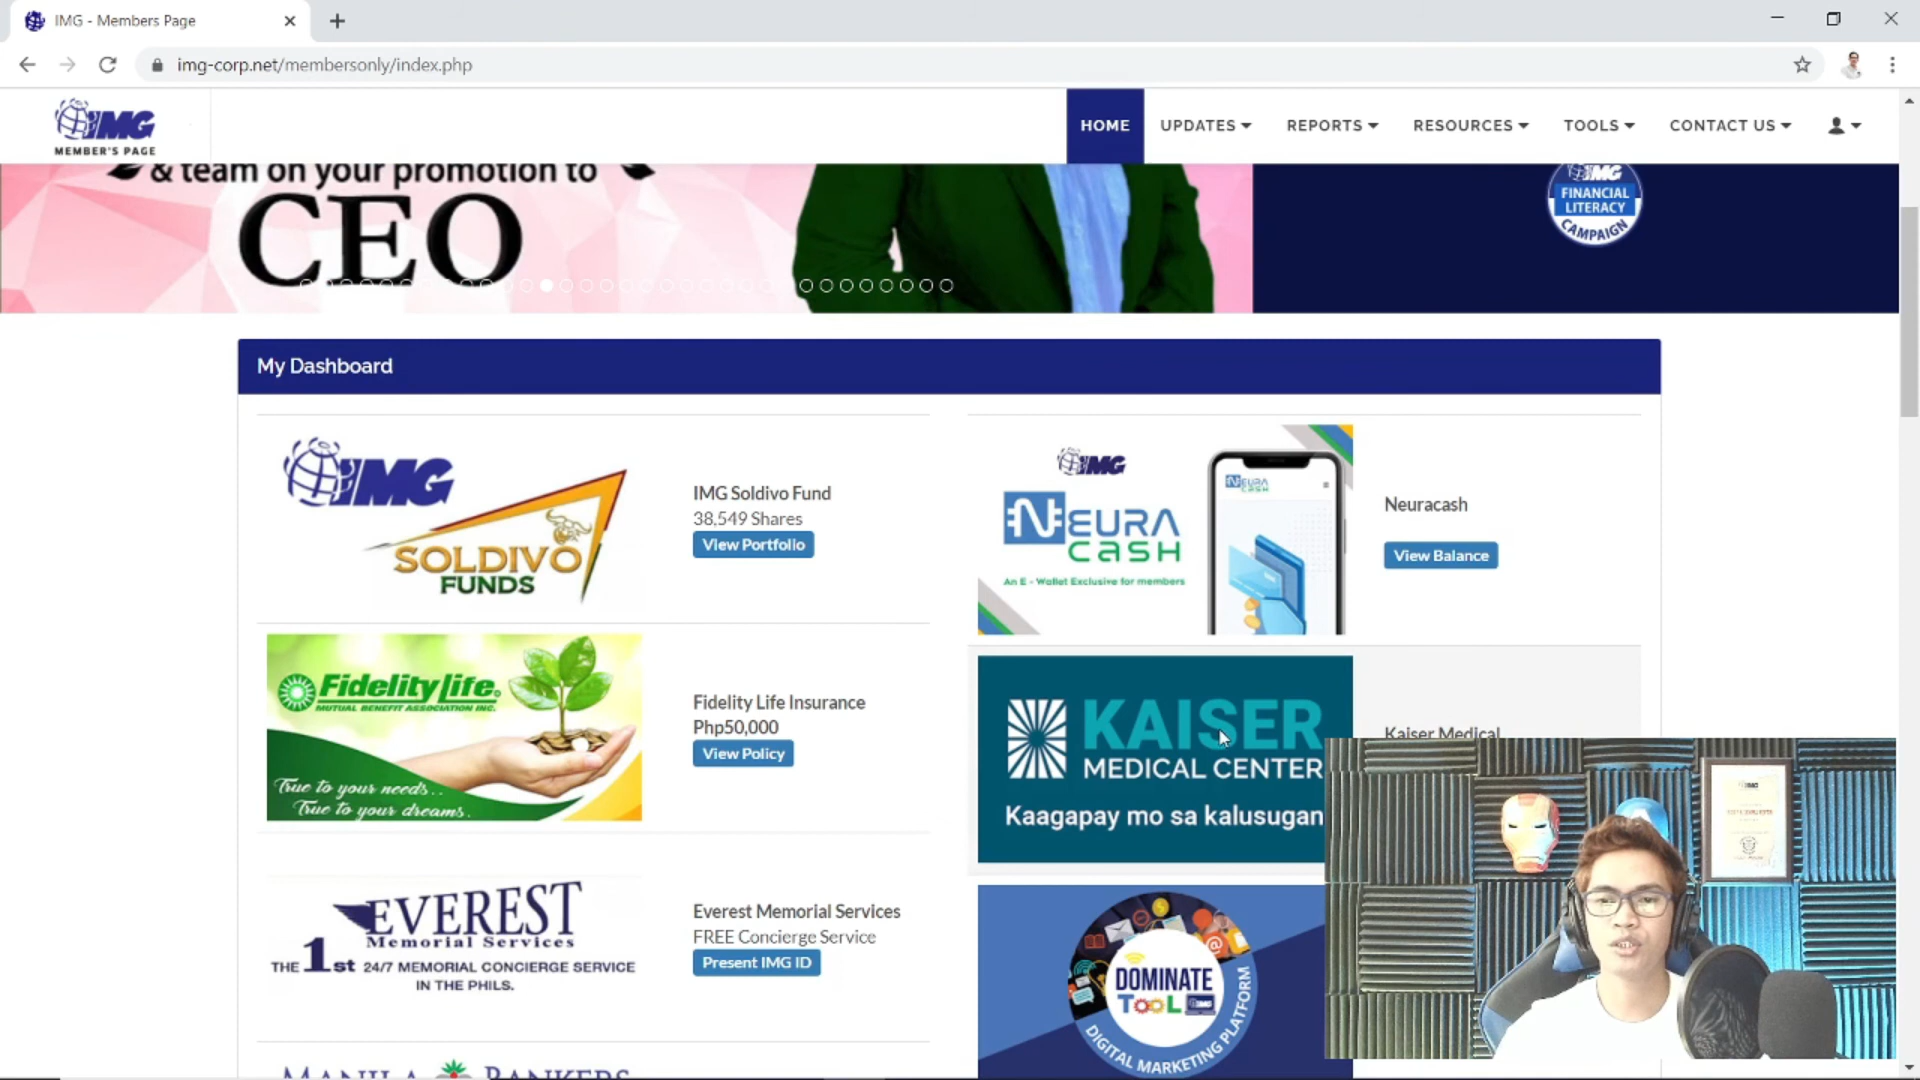 IMG - Members Page
img-corp.net/membersonly/index.php
IMG
MEMBER'S PAGE
HOME
UPDATES
REPORTS
RESOURCES
TOOLS
CONTACT US
& team on your promotion to
CEO
IMG
FINANCIAL
LITERACY
CAMPAIGN
My Dashboard
IMG
SOLDIVO
FUNDS
IMG Soldivo Fund
38,549 Shares
View Portfolio
IMG
NEURA
CASH
An E - Wallet Exclusive for members
NEURA
CASH
Neuracash
View Balance
Fidelity Life
MUTUAL BENEFIT ASSOCIATION INC.
True to your needs..
True to your dreams.
Fidelity Life Insurance
Php50,000
View Policy
KAISER
MEDICAL CENTER
Kaagapay mo sa kalusugan
Kaiser Medical
EVEREST
Memorial Services
THE 1st 24/7 MEMORIAL CONCIERGE SERVICE
IN THE PHILS.
Everest Memorial Services
FREE Concierge Service
Present IMG ID
DOMINATE
TOOL
DIGITAL MARKETING PLATFORM
MANILA BANKERS